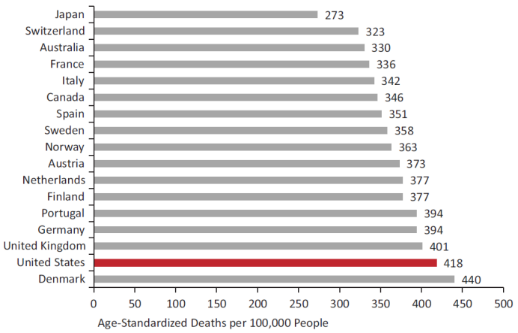 Japan 273
Switzerland 323
Australia 330
France 336
Italy 342
Canada 346
Spain 351
Sweden 358
Norway 363
Austria 373
Netherlands 377
Finland 377
Portugal 394
Germany 394
United Kingdom 401
United States 418
Denmark 440
0 50 100 150 200 250 300 350 400 450 500
Age-Standardized Deaths per 100,000 People